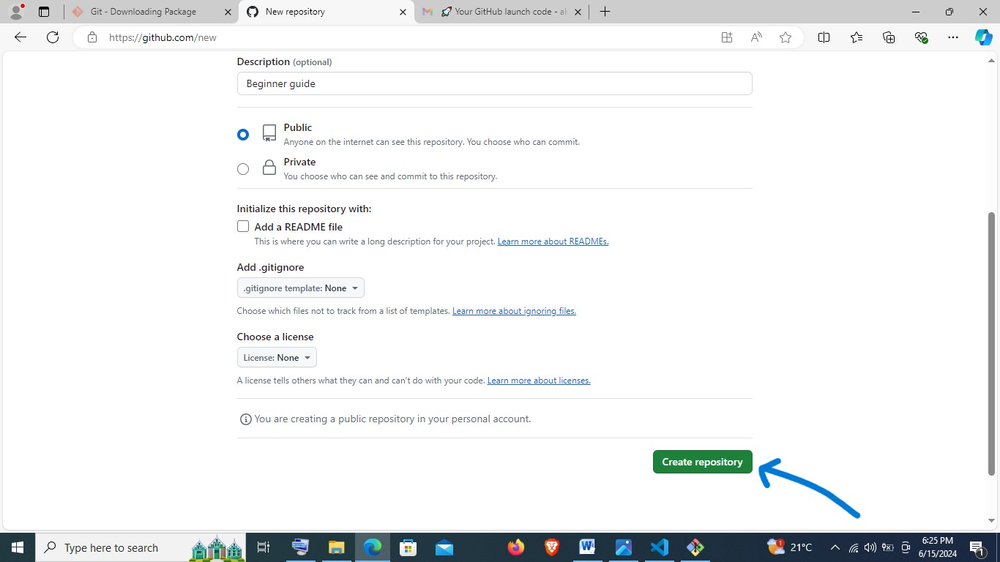 Git - Downloading Package
New repository
Your GitHub launch code - ak
https://github.com/new
Description (optional)
Beginner guide
Public
Anyone on the internet can see this repository. You choose who can commit.
Private
You choose who can see and commit to this repository.
Initialize this repository with:
Add a README file
This is where you can write a long description for your project. Learn more about READMEs.
Add .gitignore
.gitignore template: None
Choose which files not to track from a list of templates. Learn more about ignoring files.
Choose a license
License: None
A license tells others what they can and can't do with your code. Learn more about licenses.
You are creating a public repository in your personal account.
Create repository
Type here to search
1
21°C
6:25 PM
6/15/2024
1